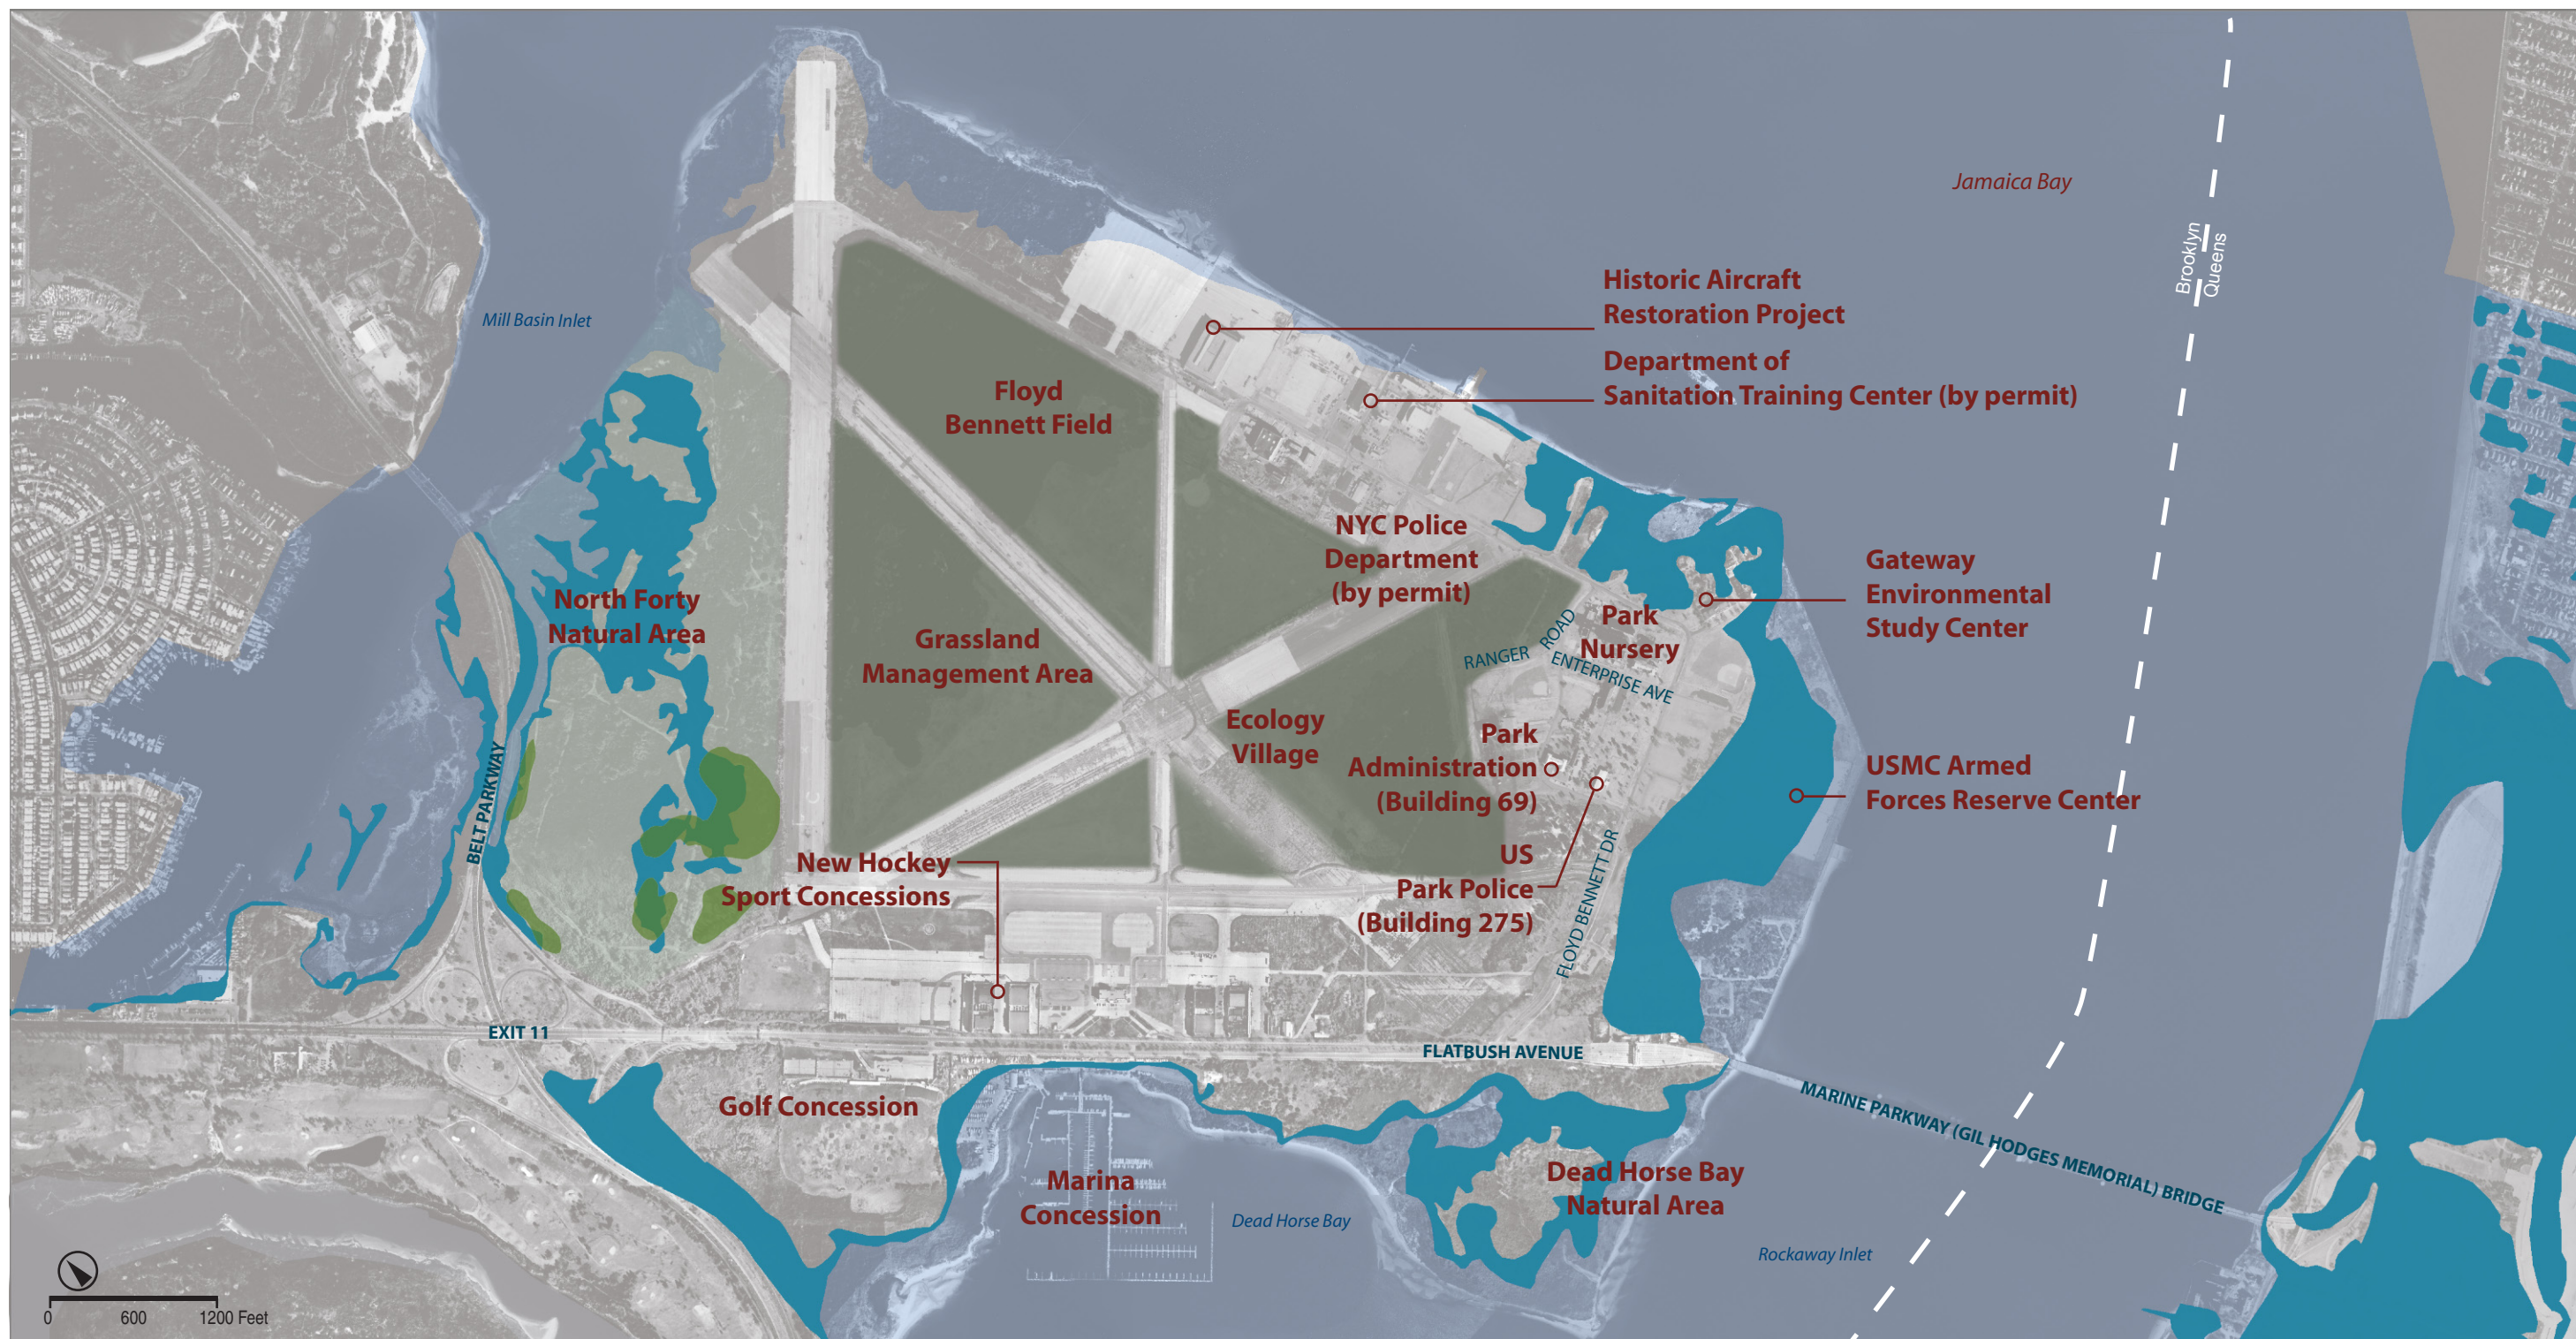 Jamaica Bay
Brooklyn
Queens
Historic Aircraft
Restoration Project
Mill Basin Inlet
Department of
Sanitation Training Center (by permit)
Floyd
Bennett Field
NYC Police
Department
(by permit)
Gateway
Environmental
Study Center
North Forty
Natural Area
Park
Nursery
Grassland
Management Area
RANGER ROAD
ENTERPRISE AVE
Ecology
Village
Park
Administration
(Building 69)
USMC Armed
Forces Reserve Center
BELT PARKWAY
New Hockey
Sport Concessions
US
Park Police
(Building 275)
FLOYD BENNETT DR
EXIT 11
FLATBUSH AVENUE
Golf Concession
MARINE PARKWAY (GIL HODGES MEMORIAL) BRIDGE
Marina
Concession
Dead Horse Bay
Natural Area
Dead Horse Bay
Rockaway Inlet
0 600 1200 Feet